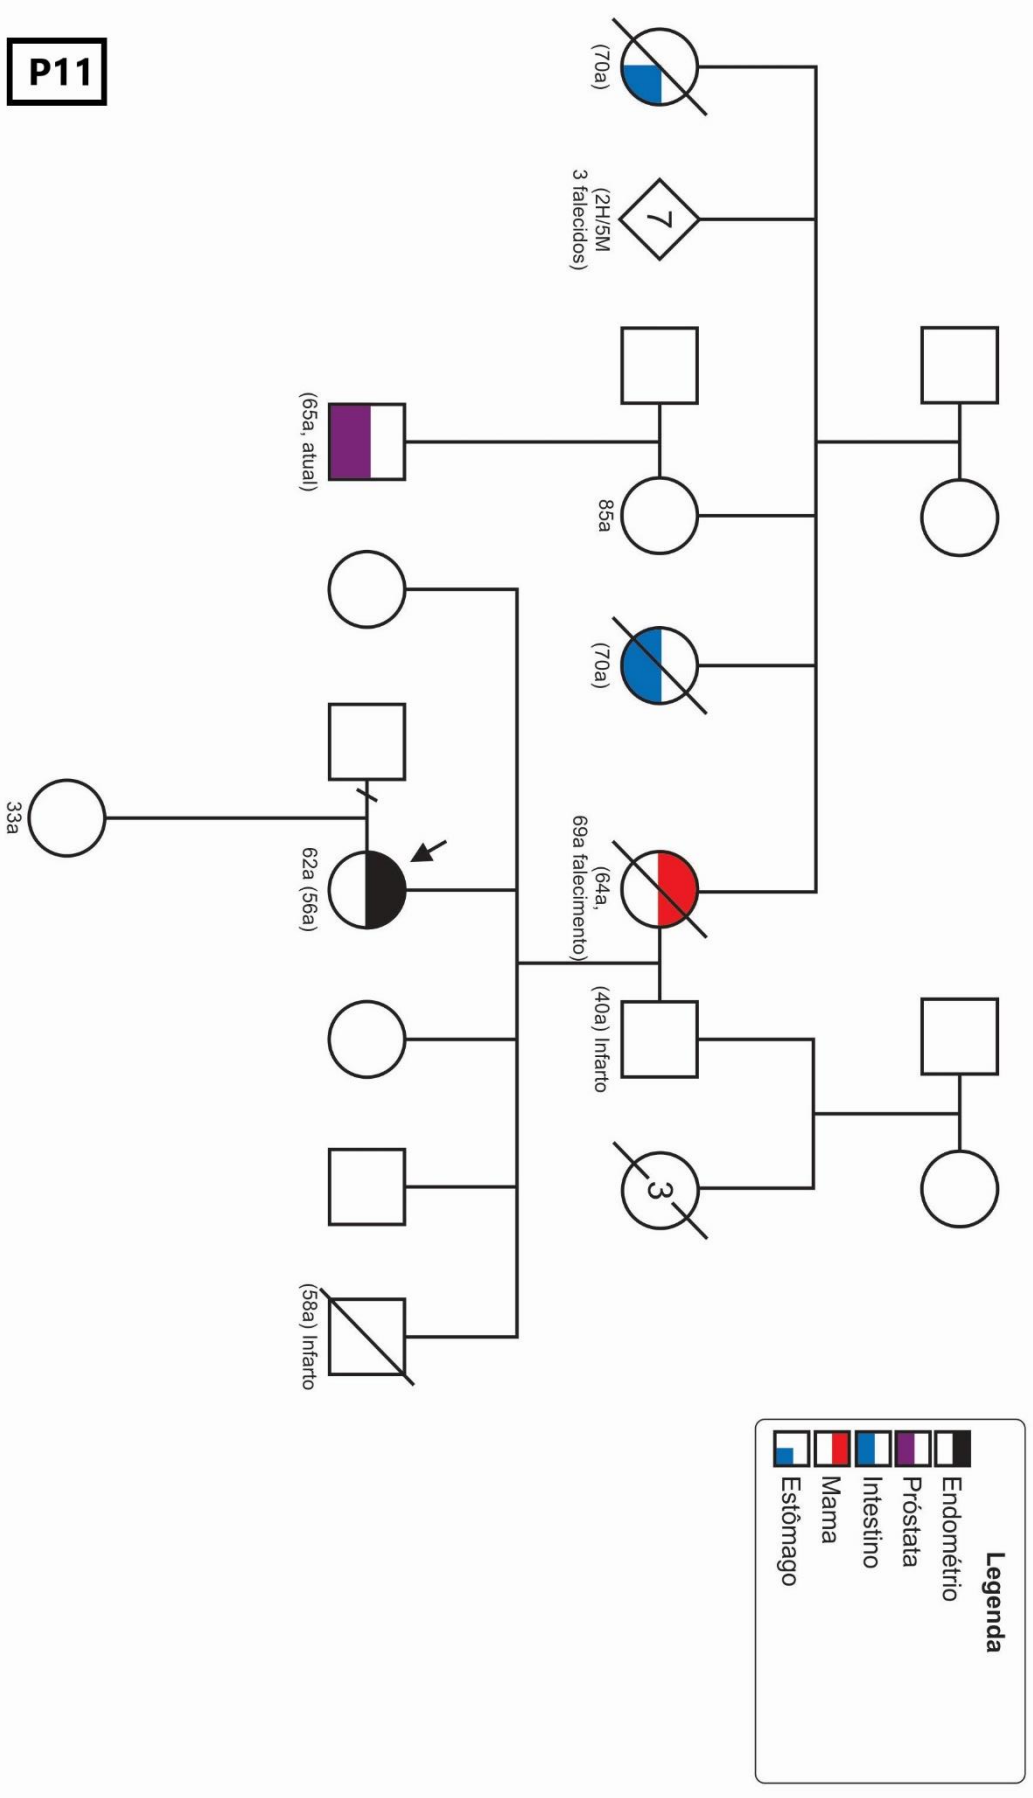 P11
(70a)
7
(2H/5M
3 falecidos)
85a
(70a)
(64a,
69a falecimento)
(40a) Infarto
3
(65a, atual)
62a (56a)
(58a) Infarto
33a
Legenda
Endométrio
Próstata
Intestino
Mama
Estômago